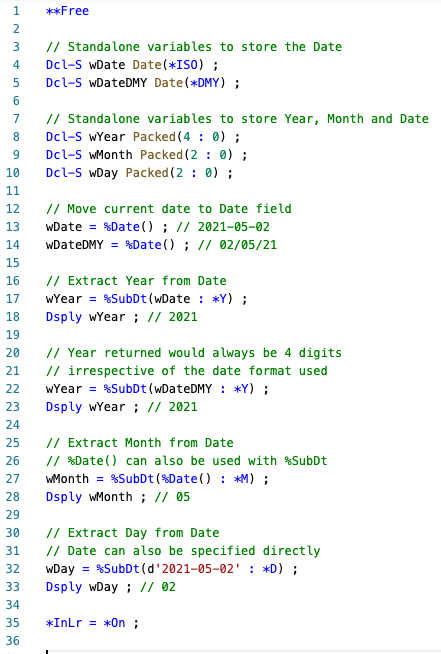 1 **Free
2
3 // Standalone variables to store the Date
4 Dcl-S wDate Date(*ISO) ;
5 Dcl-S wDateDMY Date(*DMY) ;
6
7 // Standalone variables to store Year, Month and Date
8 Dcl-S wYear Packed(4 : 0) ;
9 Dcl-S wMonth Packed(2 : 0) ;
10 Dcl-S wDay Packed(2 : 0) ;
11
12 // Move current date to Date field
13 wDate = %Date() ; // 2021-05-02
14 wDateDMY = %Date() ; // 02/05/21
15
16 // Extract Year from Date
17 wYear = %SubDt(wDate : *Y) ;
18 Dsply wYear ; // 2021
19
20 // Year returned would always be 4 digits
21 // irrespective of the date format used
22 wYear = %SubDt(wDateDMY : *Y) ;
23 Dsply wYear ; // 2021
24
25 // Extract Month from Date
26 // %Date() can also be used with %SubDt
27 wMonth = %SubDt(%Date() : *M) ;
28 Dsply wMonth ; // 05
29
30 // Extract Day from Date
31 // Date can also be specified directly
32 wDay = %SubDt(d'2021-05-02' : *D) ;
33 Dsply wDay ; // 02
34
35 *InLr = *On ;
36